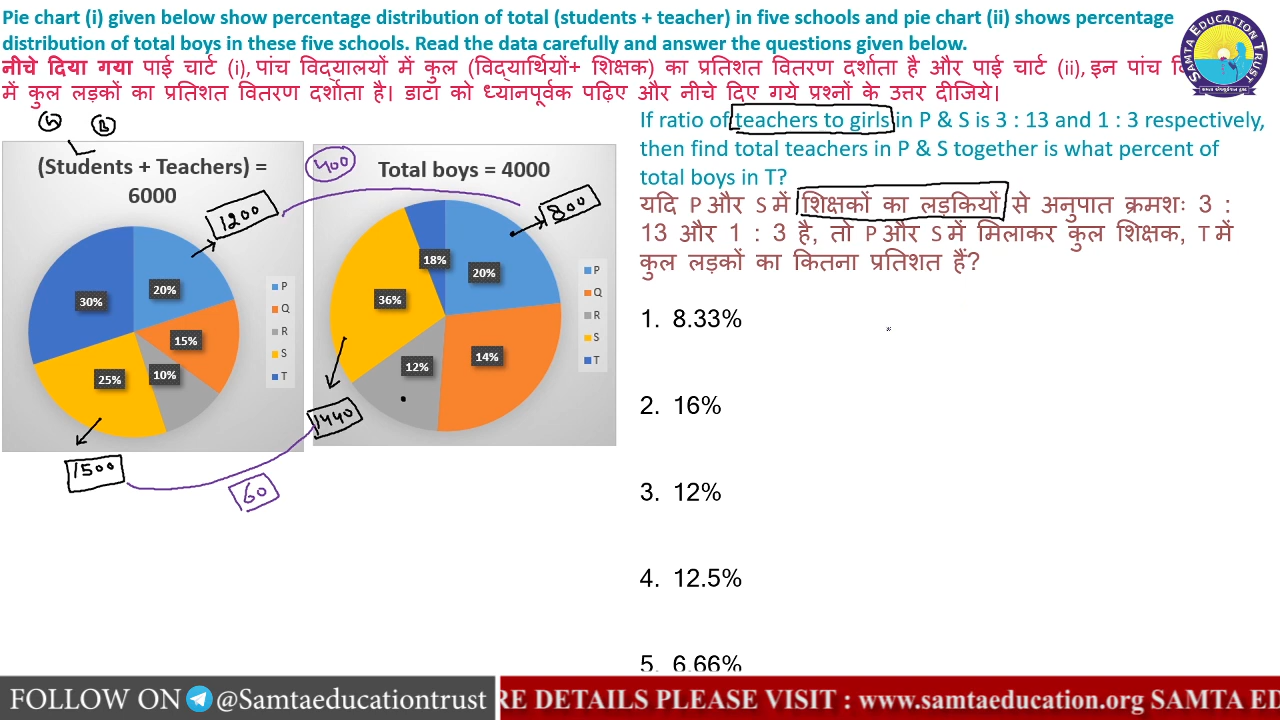 Pie chart (i) given below show percentage distribution of total (students + teacher) in five schools and pie chart (ii) shows percentage
distribution of total boys in these five schools. Read the data carefully and answer the questions given below.
नीचे दिया गया पाई चार्ट (i), पांच विद्यालयों में कुल (विद्यार्थियों+ शिक्षक) का प्रतिशत वितरण दर्शाता है और पाई चार्ट (ii), इन पांच
में कुल लड़कों का प्रतिशत वितरण दर्शाता है। डाटा को ध्यानपूर्वक पढ़िए और नीचे दिए गये प्रश्नों के उत्तर दीजिये।
SAMTA EDUCATION TRUST
If ratio of teachers to girls in P & S is 3 : 13 and 1 : 3 respectively,
then find total teachers in P & S together is what percent of
total boys in T?
यदि P और S में शिक्षकों का लड़कियों से अनुपात क्रमशः 3 :
13 और 1 : 3 है, तो P और S में मिलाकर कुल शिक्षक, T में
कुल लड़कों का कितना प्रतिशत हैं?
1. 8.33%
2. 16%
3. 12%
4. 12.5%
5. 6.66%
(Students + Teachers) =
6000
1200
20%
15%
10%
25%
30%
P
Q
R
S
T
1500
400
Total boys = 4000
800
20%
14%
12%
36%
18%
P
Q
R
S
T
1440
60
FOLLOW ON @Samtaeducationtrust
RE DETAILS PLEASE VISIT : www.samtaeducation.org SAMTA ED